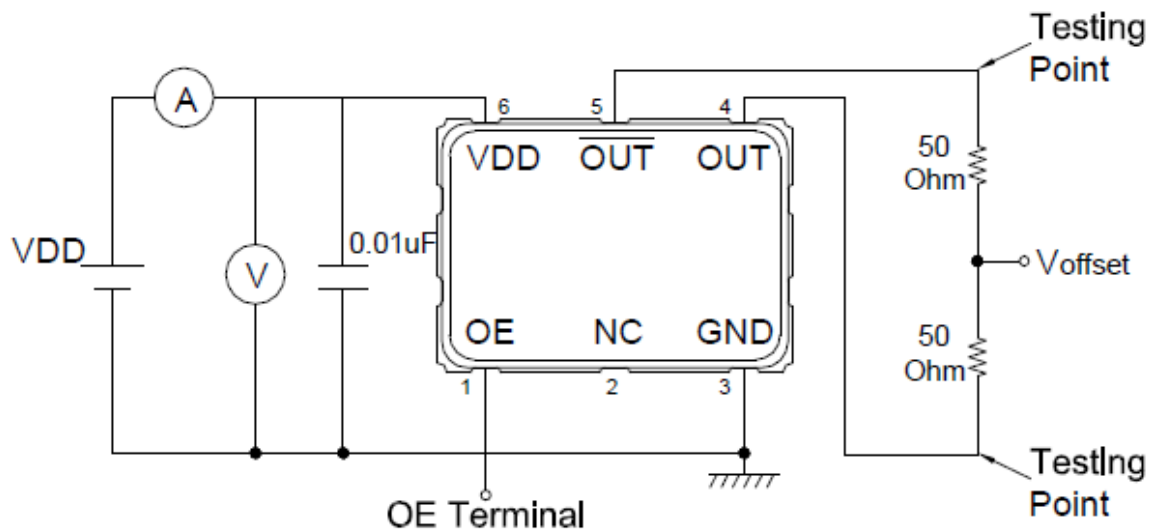 Testing
Point
A
6
5
4
VDD
OUT
OUT
50
Ohm
VDD
V
0.01uF
Voffset
OE
NC
GND
50
Ohm
1
2
3
OE Terminal
Testing
Point